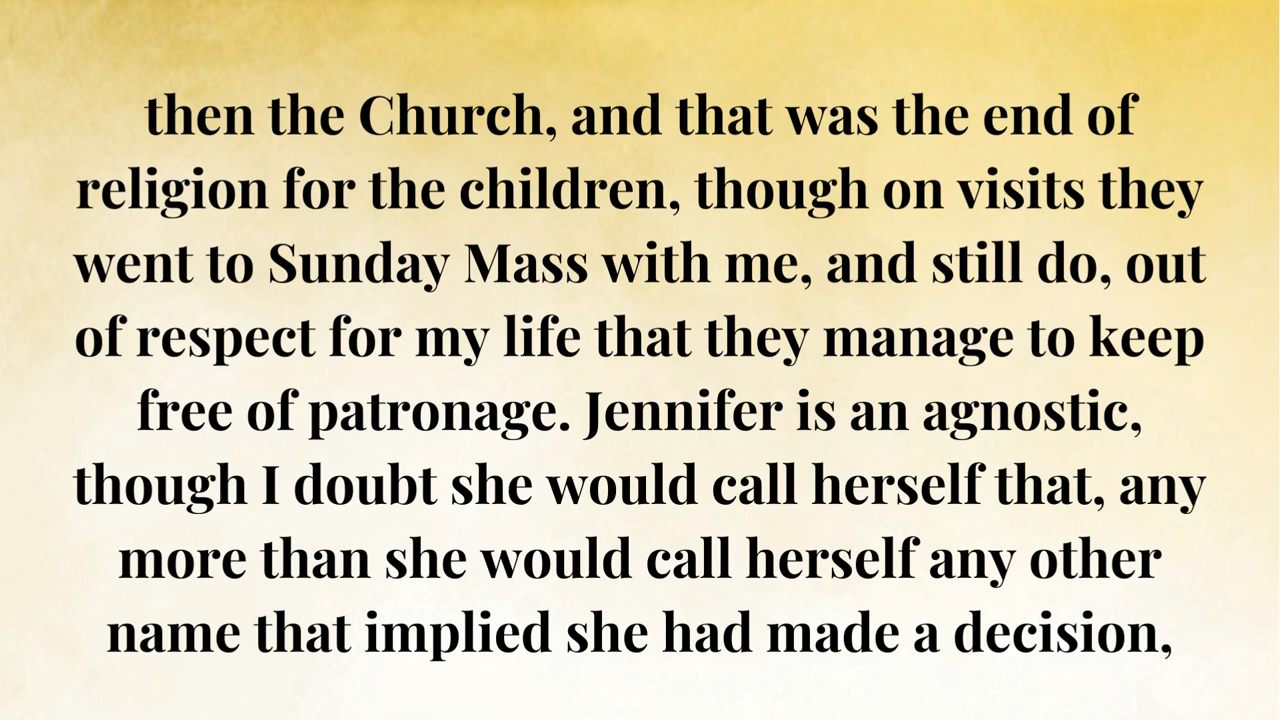 then the Church, and that was the end of
religion for the children, though on visits they
went to Sunday Mass with me, and still do, out
of respect for my life that they manage to keep
free of patronage. Jennifer is an agnostic,
though I doubt she would call herself that, any
more than she would call herself any other
name that implied she had made a decision,